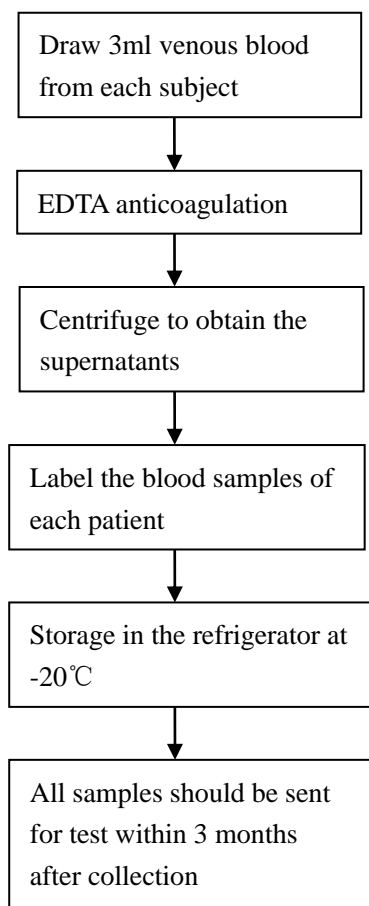 Draw 3ml venous blood
from each subject
EDTA anticoagulation
Centrifuge to obtain the
supernatants
Label the blood samples of
each patient
Storage in the refrigerator at
-20℃
All samples should be sent
for test within 3 months
after collection